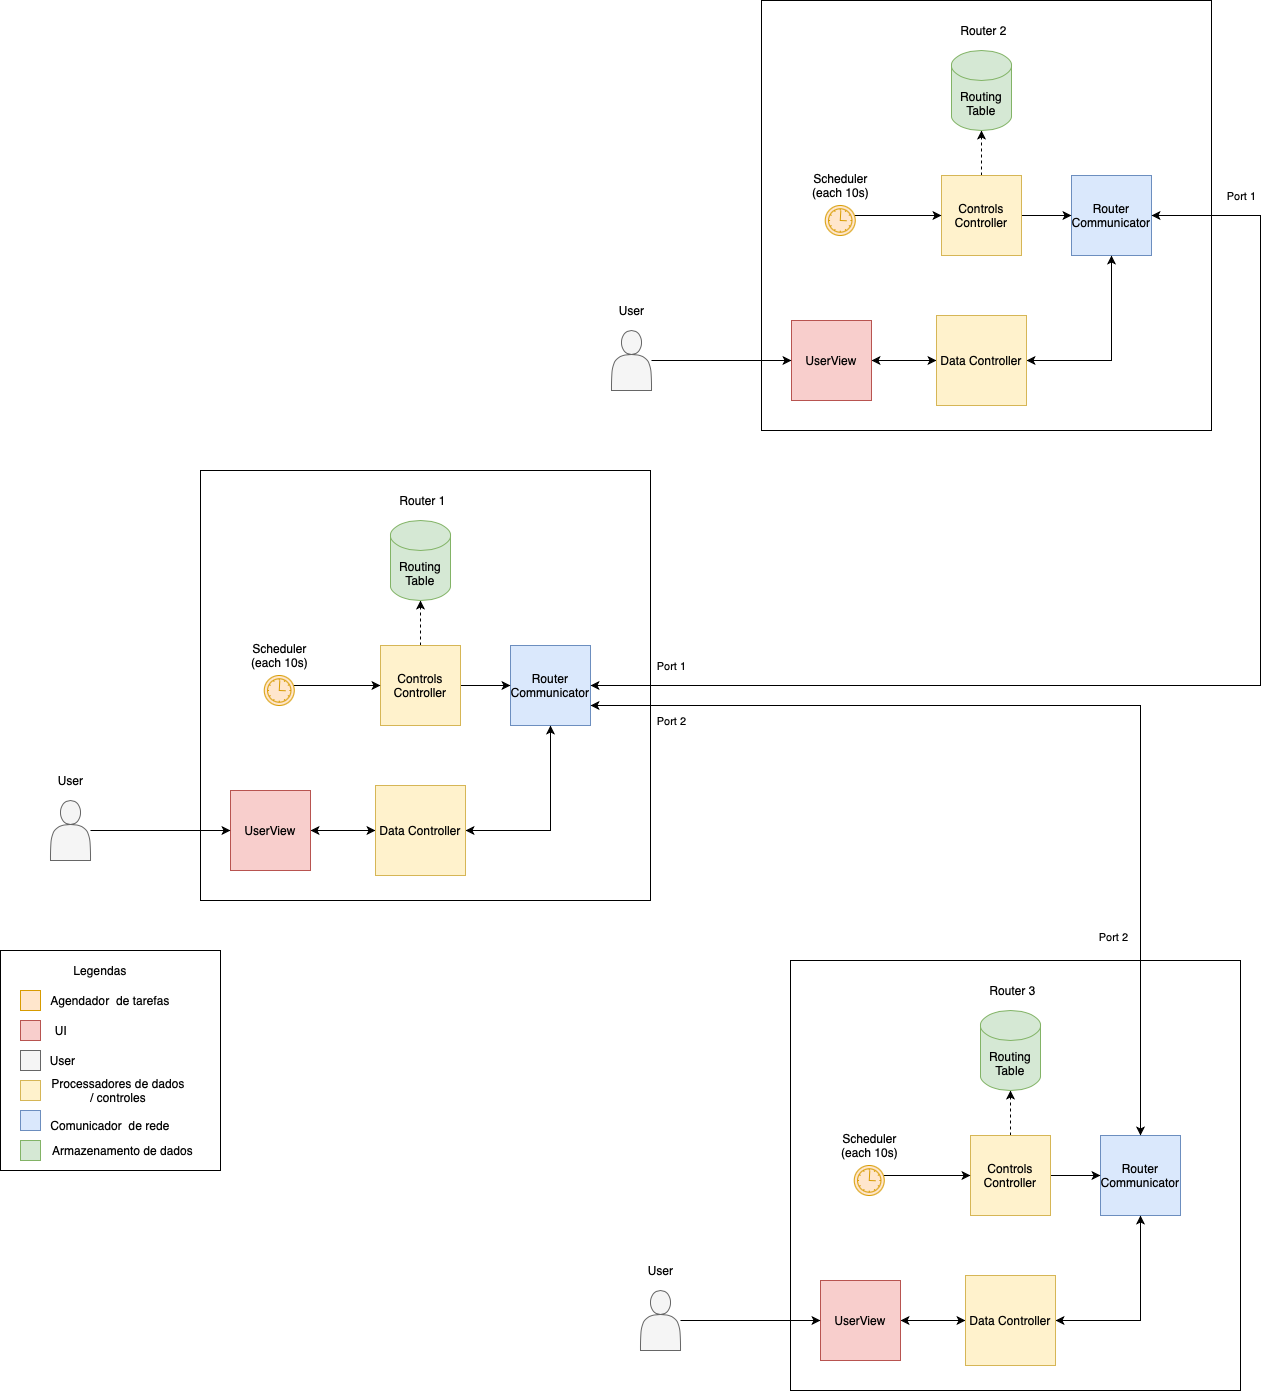 Router 2
Routing
Table
Scheduler
(each 10s)
Controls
Controller
Router
Communicator
Port 1
User
UserView
Data Controller
Router 1
Routing
Table
Scheduler
(each 10s)
Controls
Controller
Router
Communicator
Port 1
Port 2
User
UserView
Data Controller
Port 2
Legendas
Agendador de tarefas
UI
User
Processadores de dados
/ controles
Comunicador de rede
Armazenamento de dados
Router 3
Routing
Table
Scheduler
(each 10s)
Controls
Controller
Router
Communicator
User
UserView
Data Controller